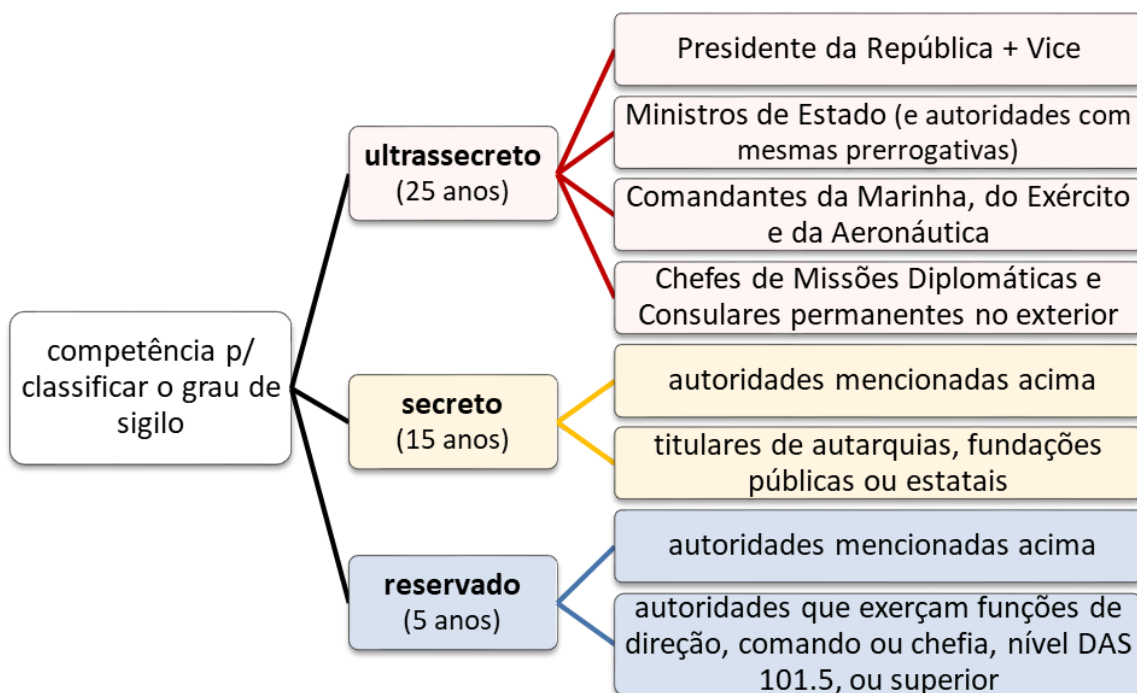 competência p/
classificar o grau de
sigilo
ultrassecreto
(25 anos)
Presidente da República + Vice
Ministros de Estado (e autoridades com
mesmas prerrogativas)
Comandantes da Marinha, do Exército
e da Aeronáutica
Chefes de Missões Diplomáticas e
Consulares permanentes no exterior
secreto
(15 anos)
autoridades mencionadas acima
titulares de autarquias, fundações
públicas ou estatais
reservado
(5 anos)
autoridades mencionadas acima
autoridades que exerçam funções de
direção, comando ou chefia, nível DAS
101.5, ou superior